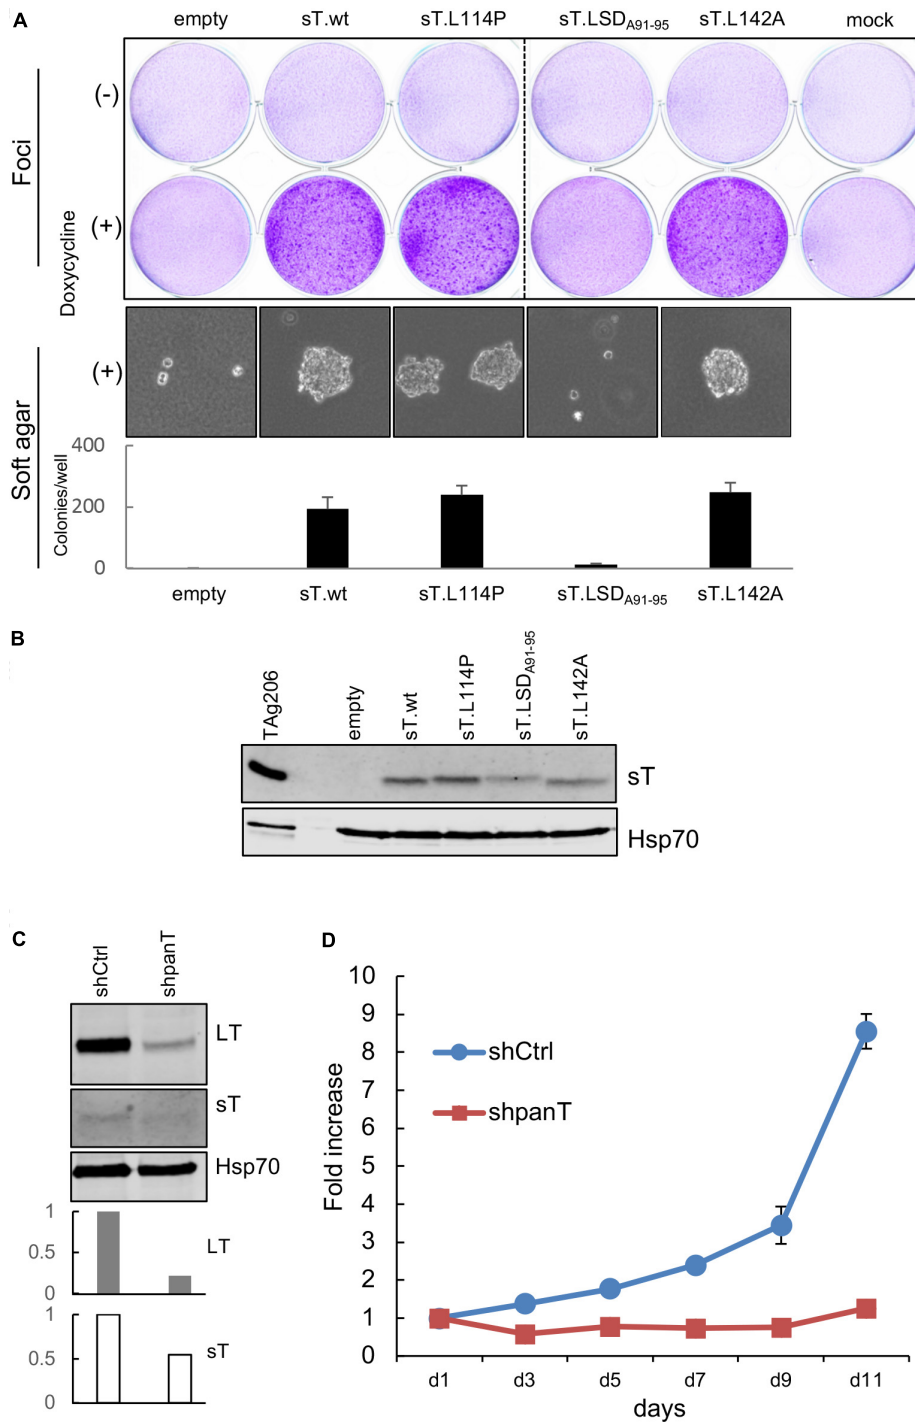 A
empty sT.wt sT.L114P sT.LSDA91-95 sT.L142A mock
Foci
Doxycycline
(-)
(+)
Soft agar
(+)
Colonies/well
400
200
0
empty sT.wt sT.L114P sT.LSDA91-95 sT.L142A
B
TAg206 empty sT.wt sT.L114P sT.LSDA91-95 sT.L142A
sT
Hsp70
C
shCtrl shpanT
LT
sT
Hsp70
1
0.5
0
LT
1
0.5
0
sT
D
Fold increase
10
9
8
7
6
5
4
3
2
1
0
shCtrl
shpanT
d1 d3 d5 d7 d9 d11
days